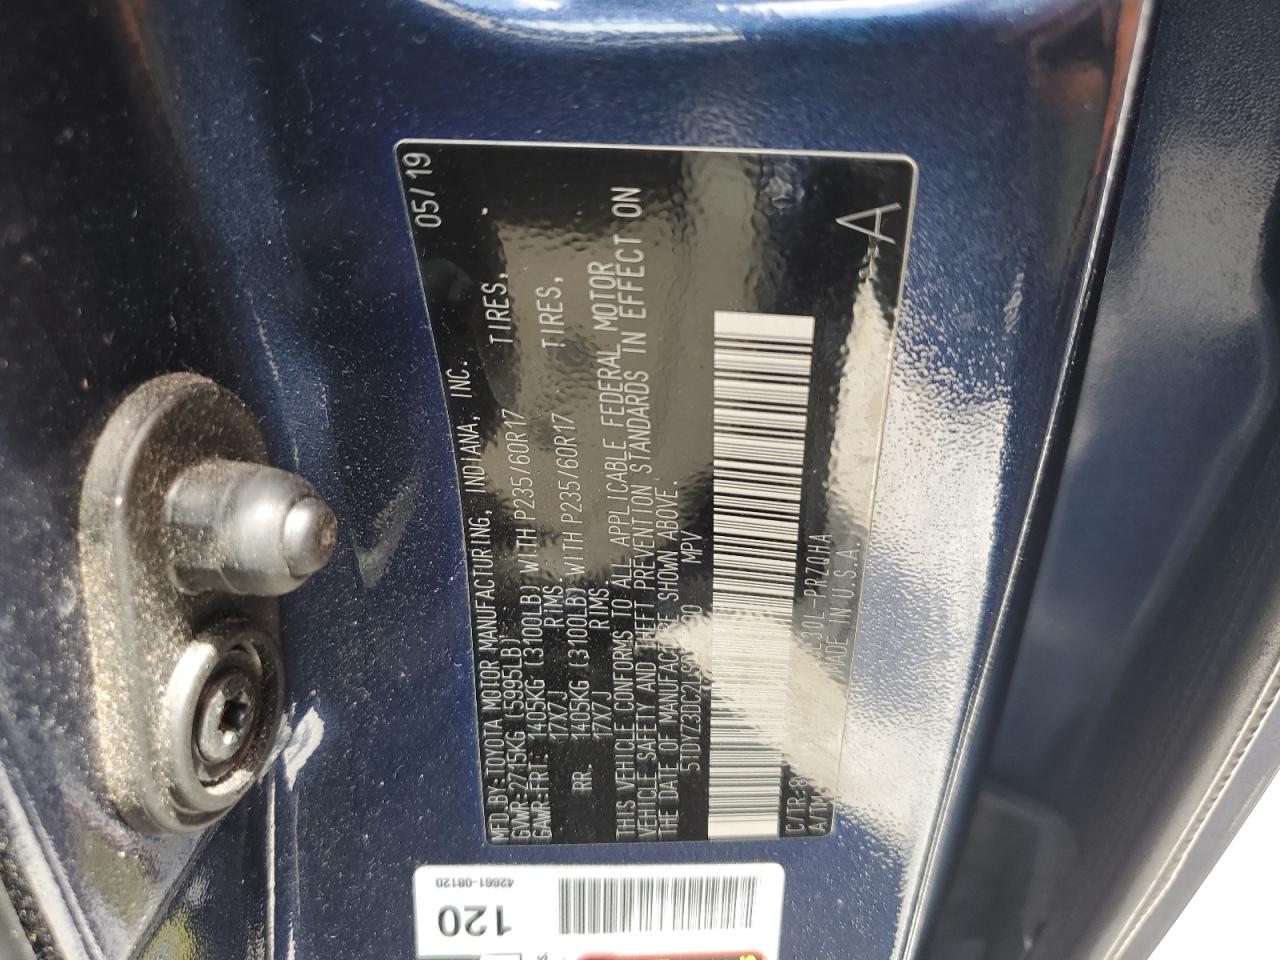 MFD.BY:TOYOTA MOTOR MANUFACTURING, INDIANA, INC. 05/19
GVWR:2715KG (5995LB)
GAWR:FRT. 1405KG (3100LB) WITH P235/60R17 TIRES,
17X7J RIMS
RR. 1405KG (3100LB) WITH P235/60R17 TIRES,
17X7J RIMS
THIS VEHICLE CONFORMS TO ALL APPLICABLE FEDERAL MOTOR
VEHICLE SAFETY AND THEFT PREVENTION STANDARDS IN EFFECT ON
THE DATE OF MANUFACTURE SHOWN ABOVE.
MPV
MADE IN U.S.A.
A
120
42661-08120